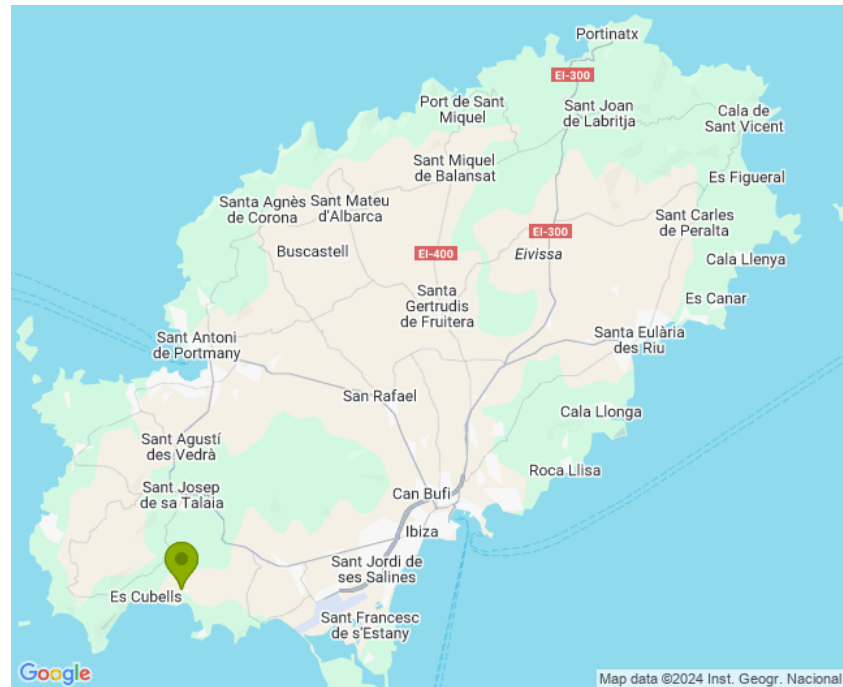 Portinatx
EI-300
Port de Sant
Miquel
Sant Joan
de Labritja
Cala de
Sant Vicent
Sant Miquel
de Balansat
Es Figueral
Santa Agnès
de Corona
Sant Mateu
d'Albarca
Sant Carles
de Peralta
EI-300
Buscastell
EI-400
Eivissa
Cala Llenya
Santa
Gertrudis
de Fruitera
Es Canar
Sant Antoni
de Portmany
Santa Eulària
des Riu
San Rafael
Cala Llonga
Sant Agustí
des Vedrà
Roca Llisa
Sant Josep
de sa Talaia
Can Bufi
Ibiza
Sant Jordi de
ses Salines
Es Cubells
Sant Francesc
de s'Estany
Google
Map data ©2024 Inst. Geogr. Nacional